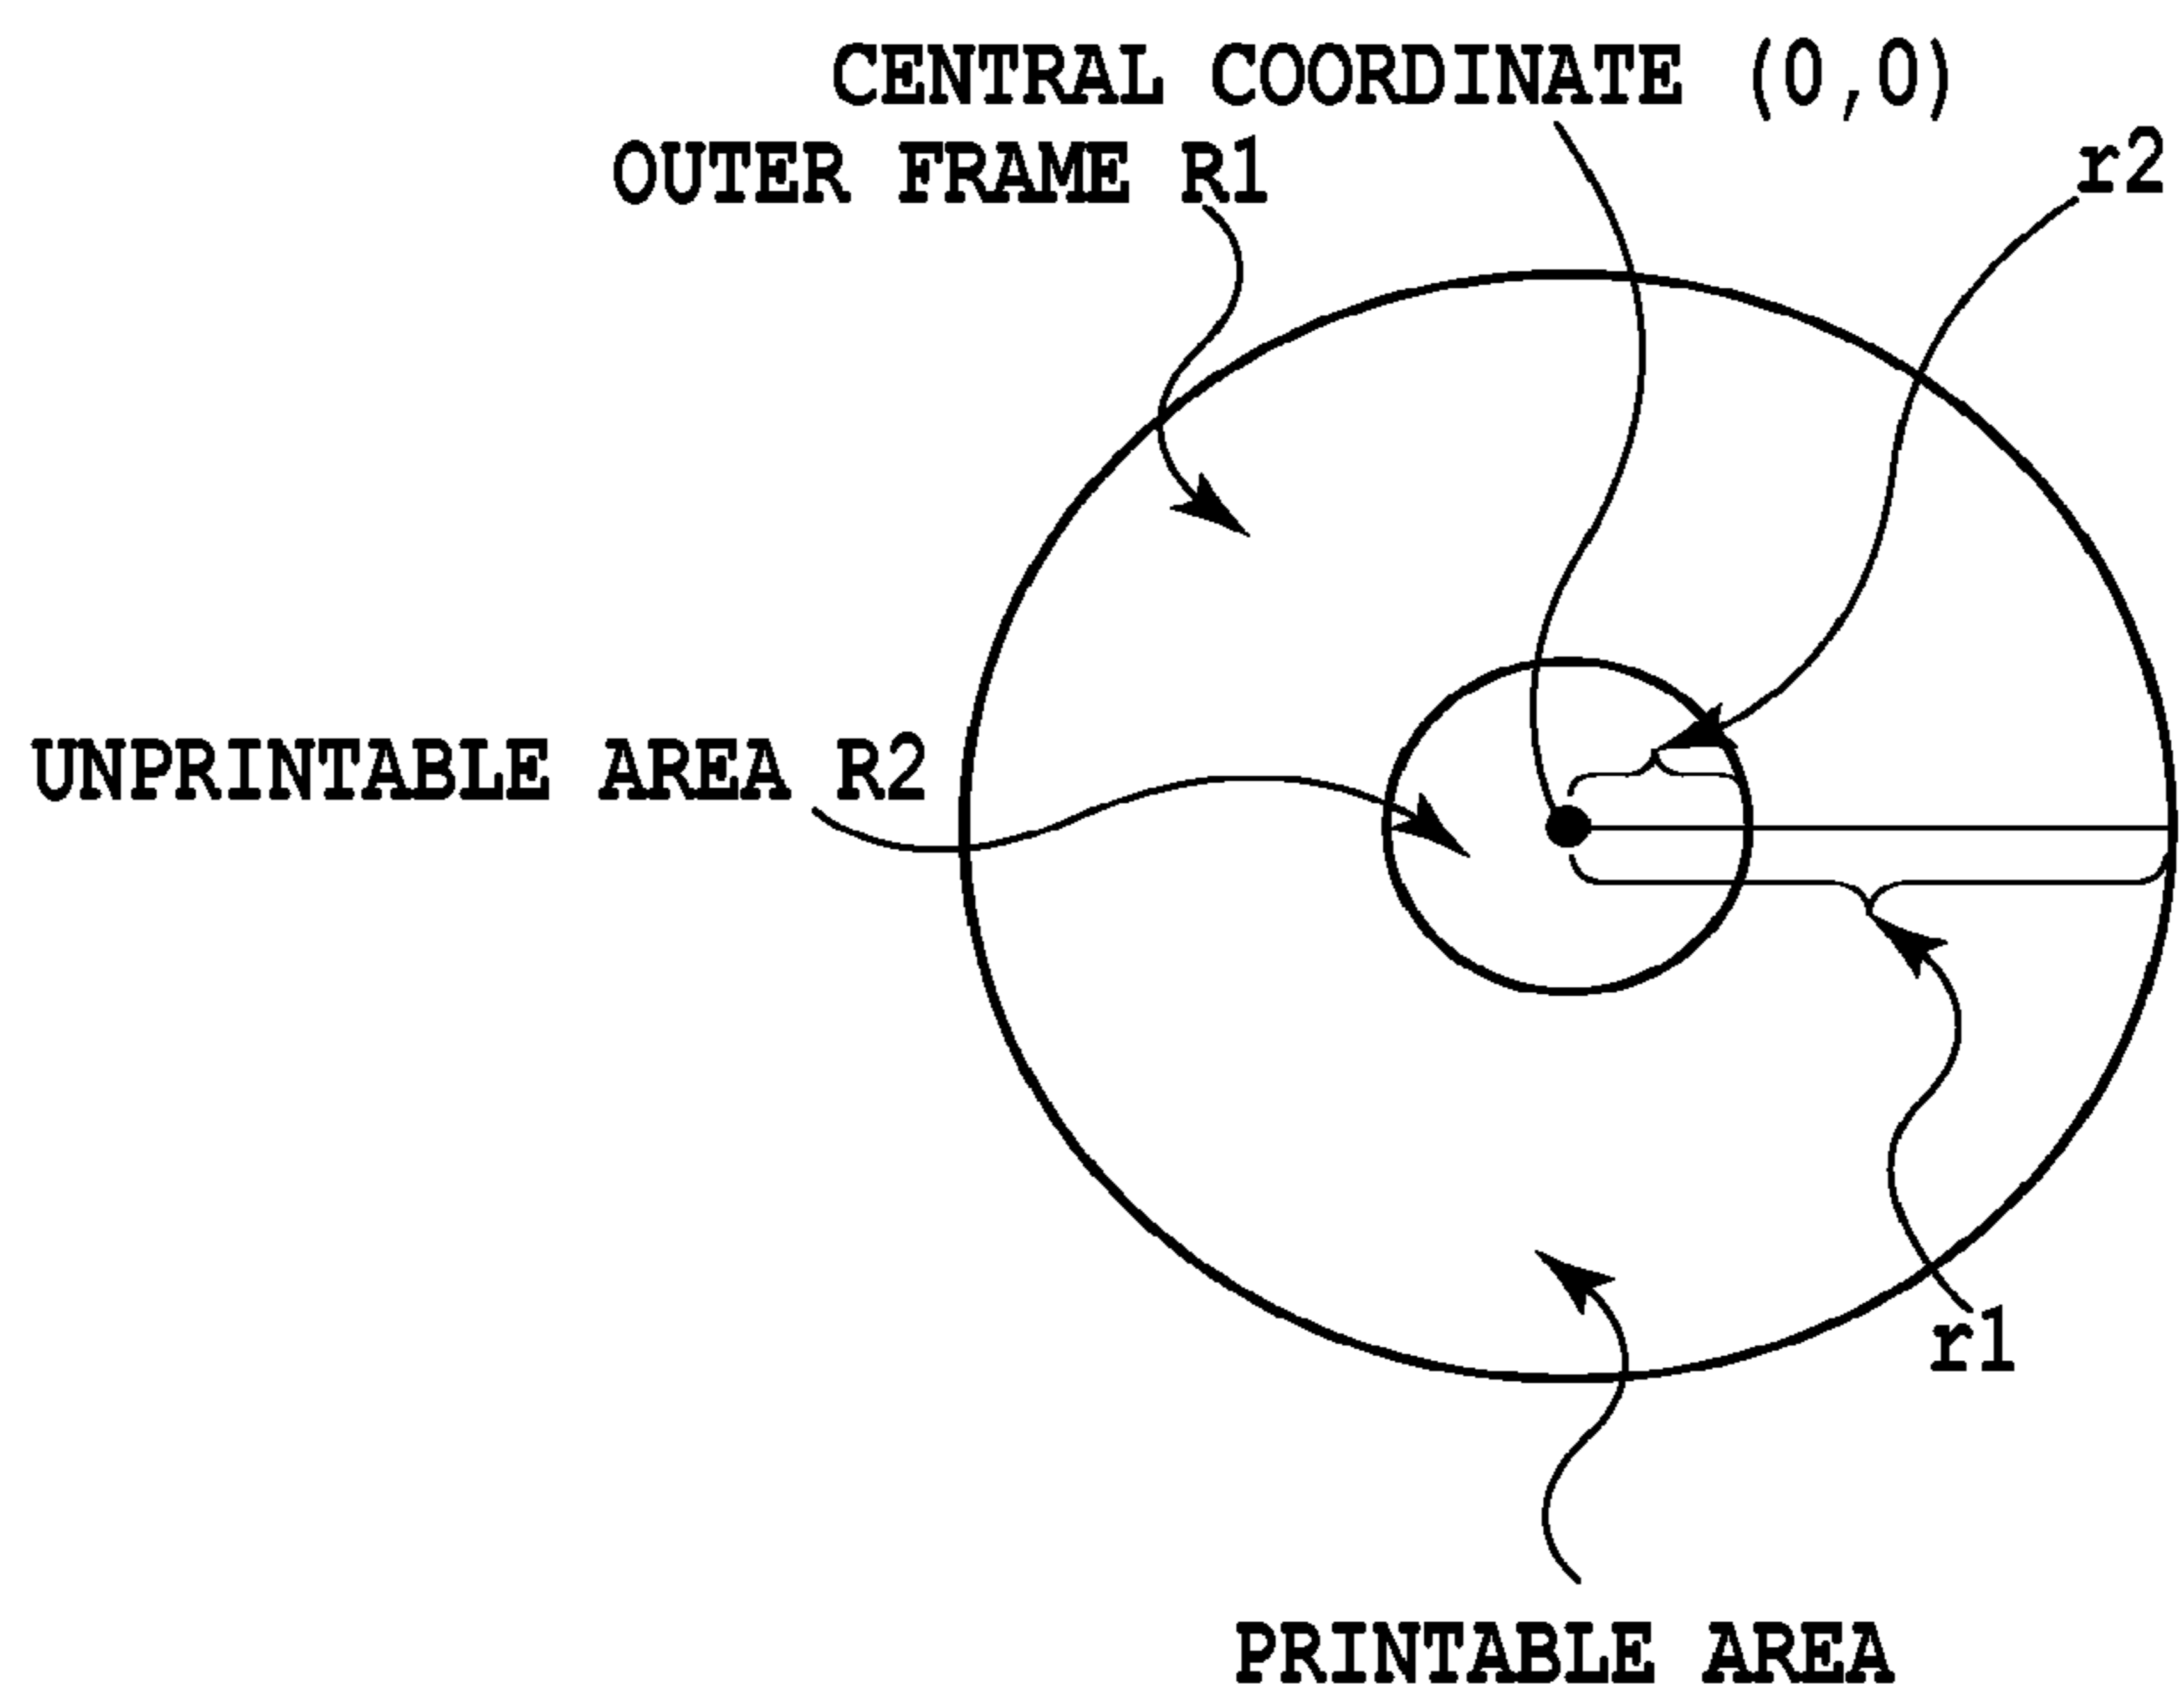 CENTRAL COORDINATE (0,0)
OUTER FRAME R1
r2
UNPRINTABLE AREA R2
r1
PRINTABLE AREA